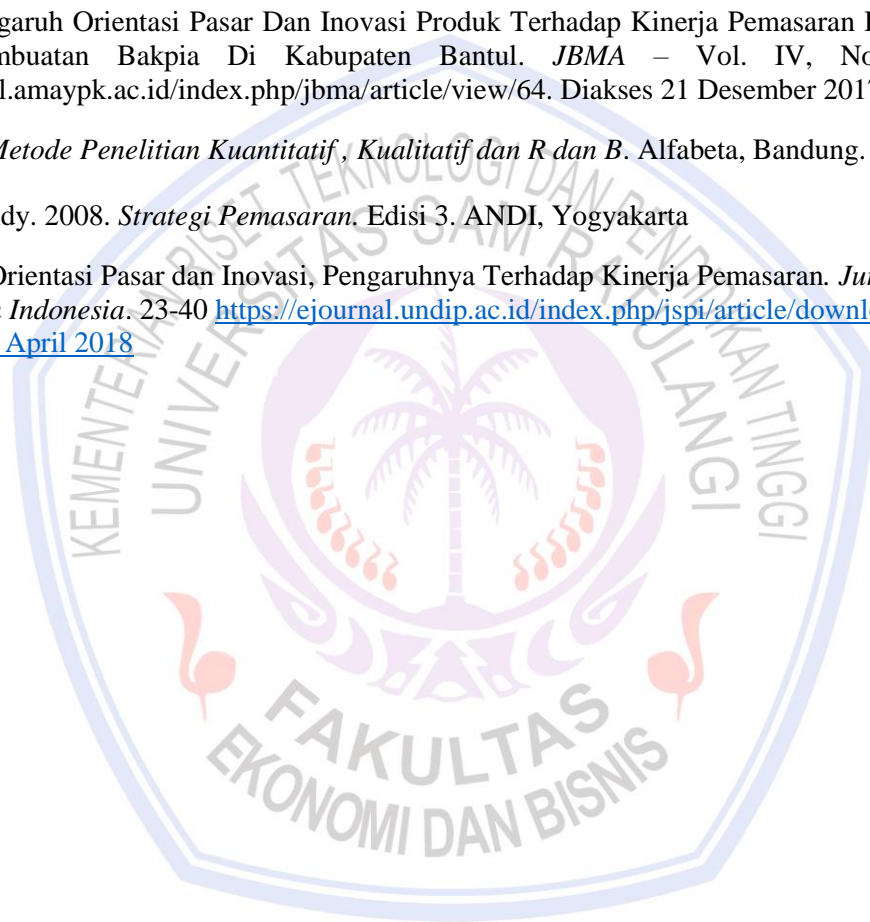 garuh Orientasi Pasar Dan Inovasi Produk Terhadap Kinerja Pemasaran
mbuatan Bakpia Di Kabupaten Bantul. JBMA – Vol. IV, No
l.amaypk.ac.id/index.php/jbma/article/view/64. Diakses 21 Desember 2017
Metode Penelitian Kuantitatif , Kualitatif dan R dan B. Alfabeta, Bandung.
dy. 2008. Strategi Pemasaran. Edisi 3. ANDI, Yogyakarta
Orientasi Pasar dan Inovasi, Pengaruhnya Terhadap Kinerja Pemasaran. Jur
Indonesia. 23-40 https://ejournal.undip.ac.id/index.php/jspi/article/downl
April 2018
KEMENTERIAN RISET TEKNOLOGI DAN PENDIDIKAN TINGGI
UNIVERSITAS SAM RATULANGI
FAKULTAS
EKONOMI DAN BISNIS